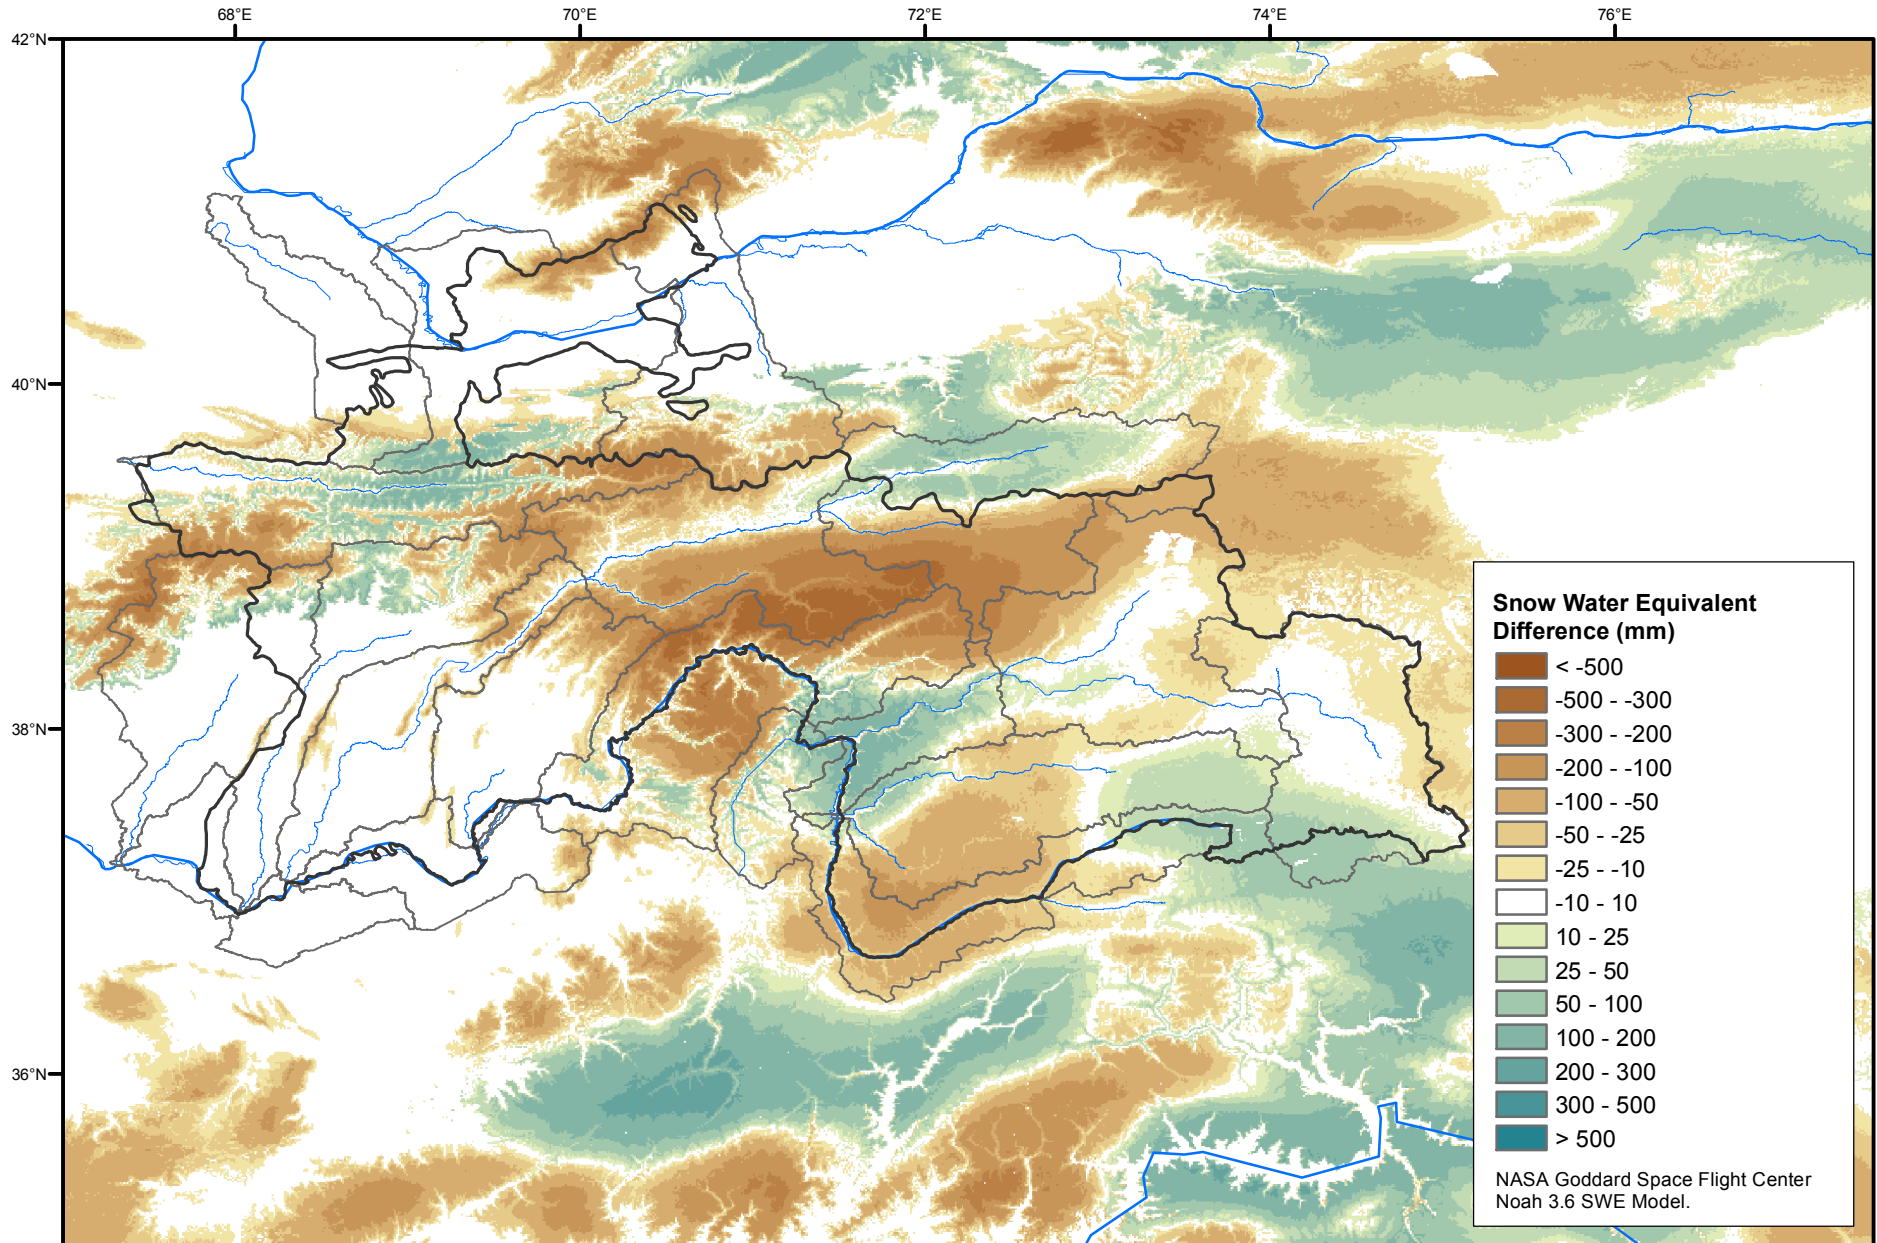 68°E 70°E 72°E 74°E 76°E
42°N
40°N
38°N
36°N
Snow Water Equivalent
Difference (mm)
< -500
-500 - -300
-300 - -200
-200 - -100
-100 - -50
-50 - -25
-25 - -10
-10 - 10
10 - 25
25 - 50
50 - 100
100 - 200
200 - 300
300 - 500
> 500
NASA Goddard Space Flight Center
Noah 3.6 SWE Model.